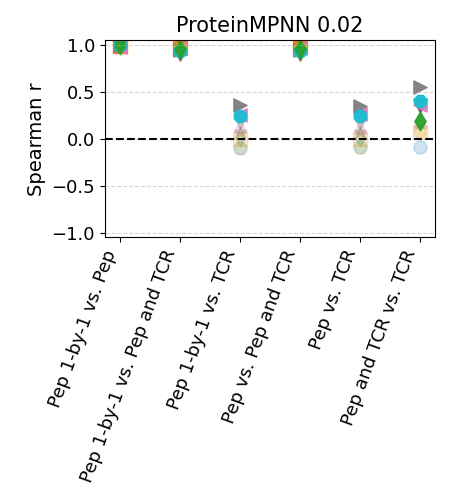 ProteinMPNN 0.02
Spearman r
1.0
0.5
0.0
−0.5
−1.0
Pep 1-by-1 vs. Pep
Pep 1-by-1 vs. Pep and TCR
Pep 1-by-1 vs. TCR
Pep vs. Pep and TCR
Pep vs. TCR
Pep and TCR vs. TCR